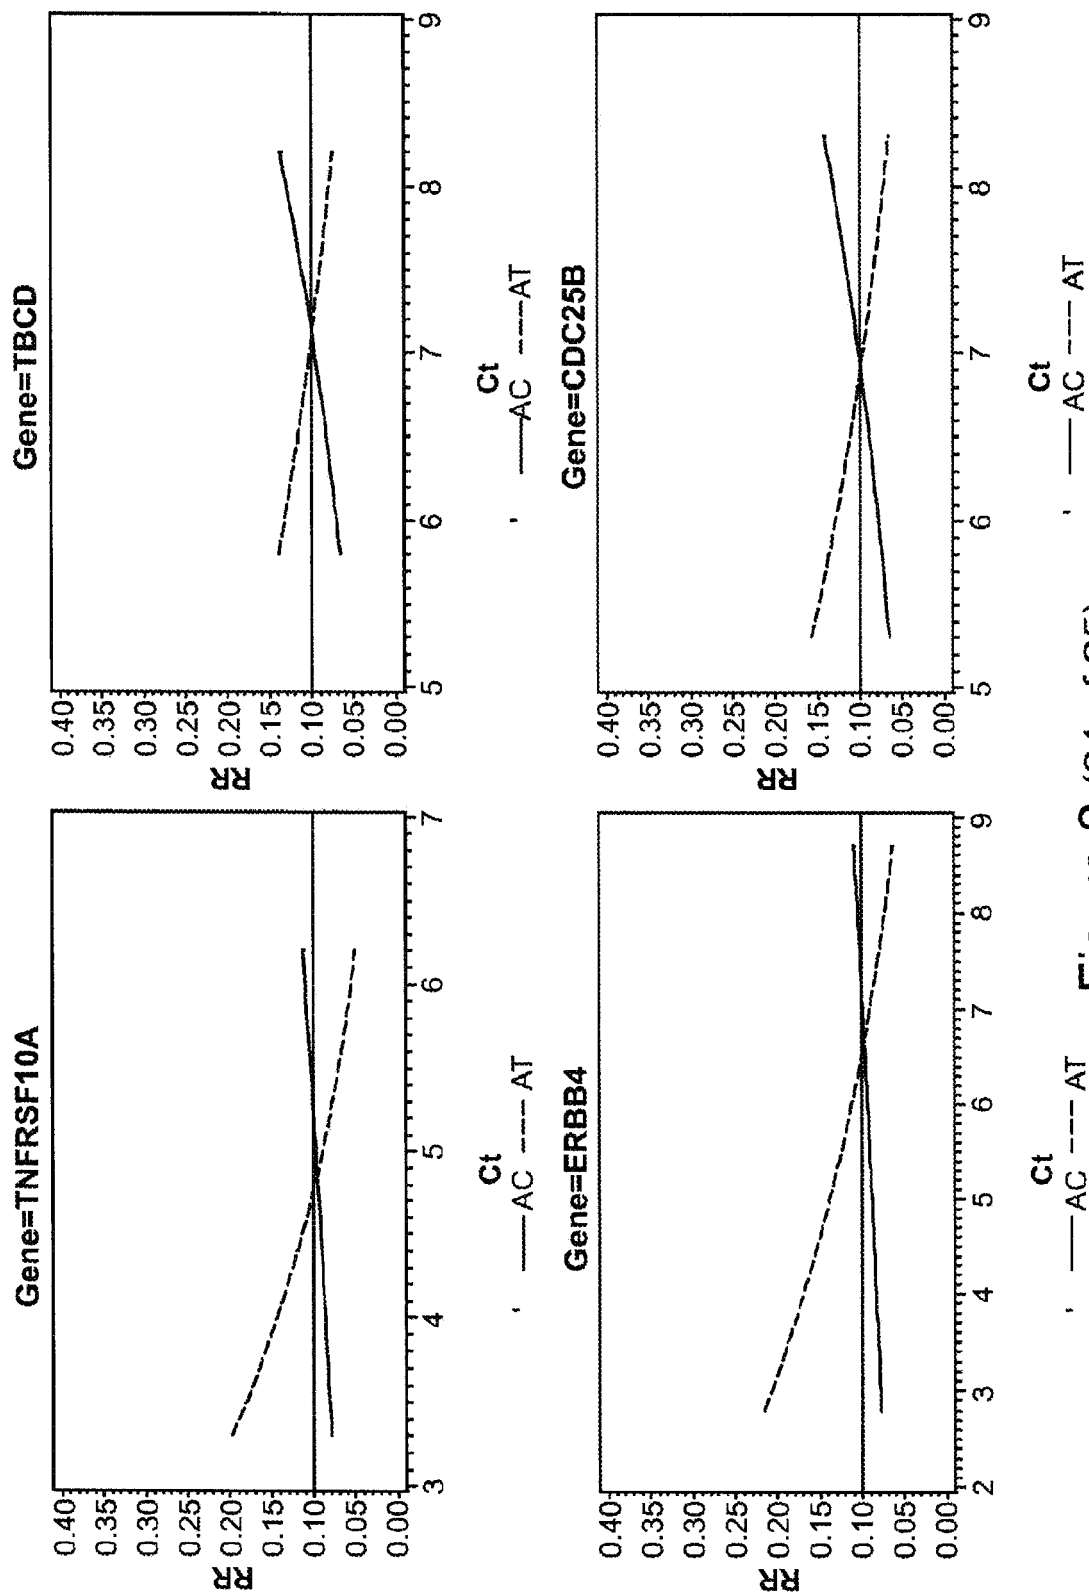 Gene=TNFRSF10A
RR
0.40
0.35
0.30
0.25
0.20
0.15
0.10
0.05
0.00
3 4 5 6 7
Ct
' AC AT
Gene=TBCD
RR
0.40
0.35
0.30
0.25
0.20
0.15
0.10
0.05
0.00
5 6 7 8 9
Ct
' AC AT
Gene=ERBB4
RR
0.40
0.35
0.30
0.25
0.20
0.15
0.10
0.05
0.00
2 3 4 5 6 7 8 9
Ct
' AC AT
Gene=CDC25B
RR
0.40
0.35
0.30
0.25
0.20
0.15
0.10
0.05
0.00
5 6 7 8 9
Ct
' AC AT